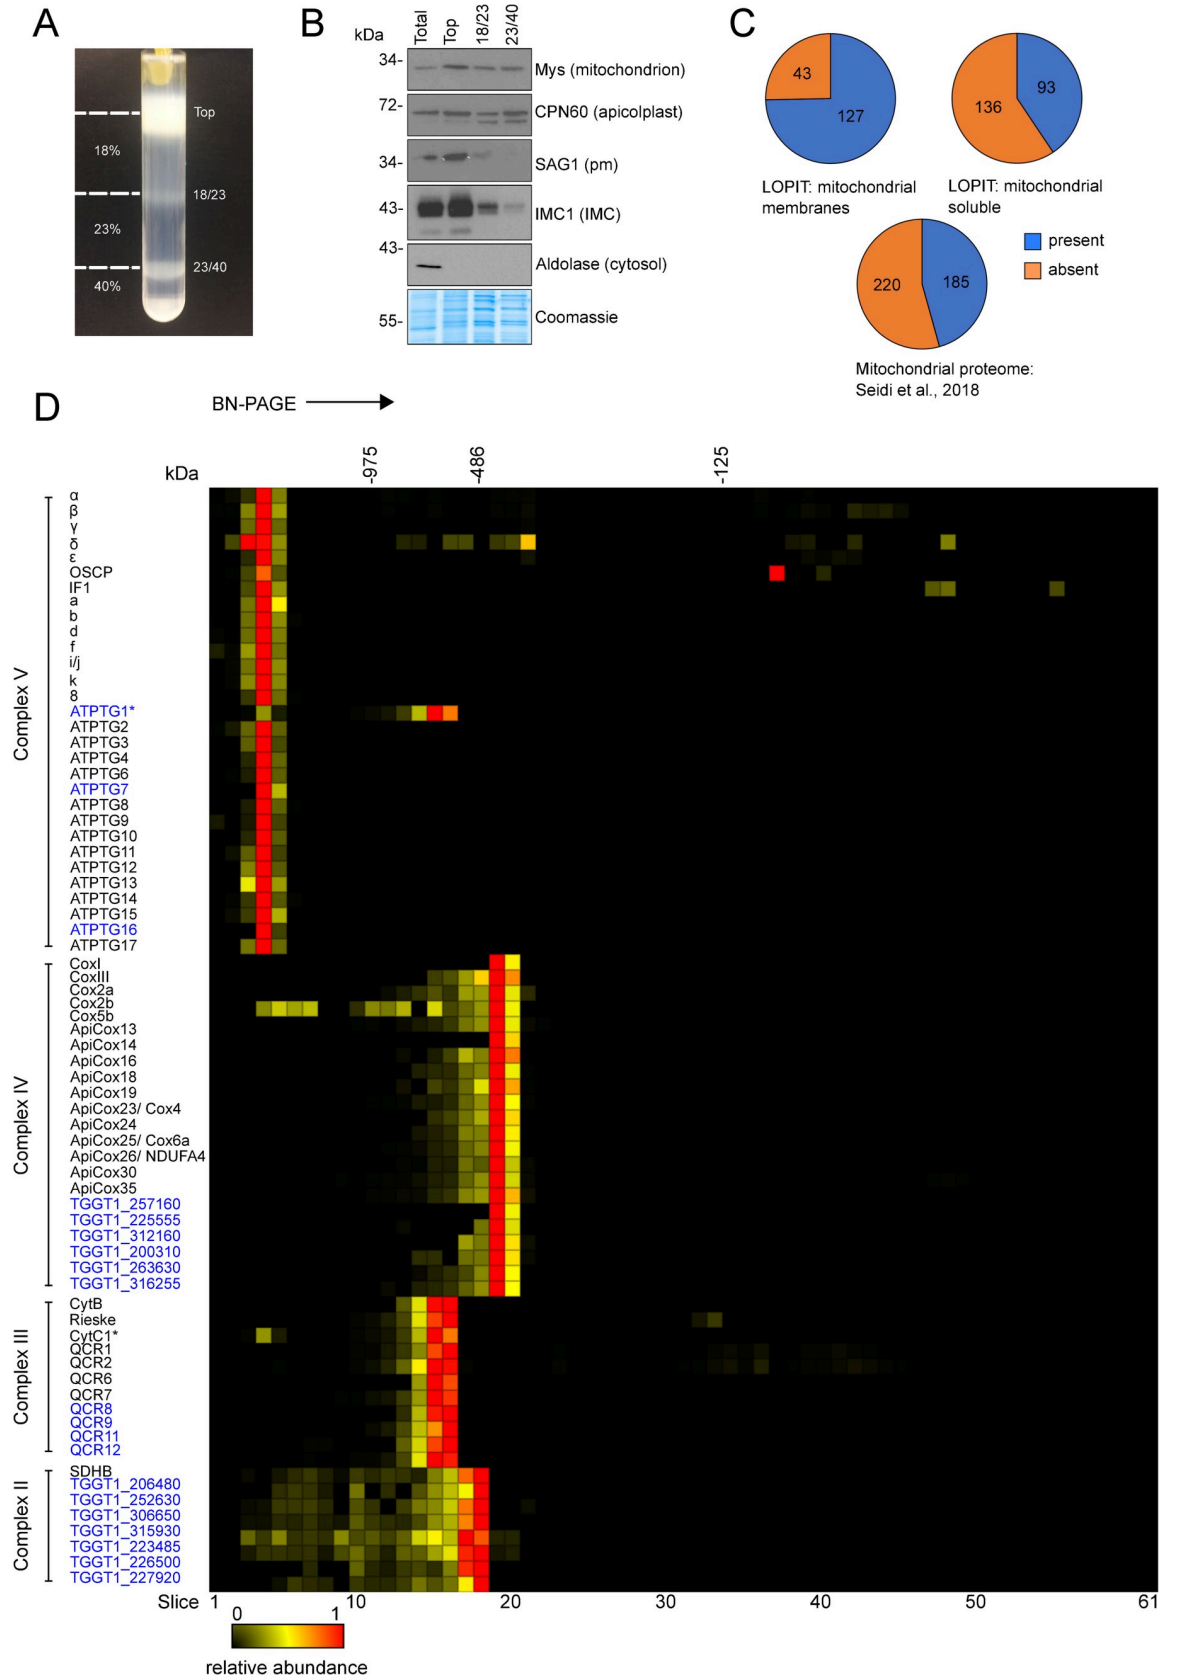 A
Top
18%
18/23
23%
23/40
40%
B
kDa
Total
Top
18/23
23/40
34-
Mys (mitochondrion)
72-
CPN60 (apicolplast)
34-
SAG1 (pm)
43-
IMC1 (IMC)
43-
Aldolase (cytosol)
55-
Coomassie
C
43
127
LOPIT: mitochondrial
membranes
136
93
LOPIT: mitochondrial
soluble
present
absent
220
185
Mitochondrial proteome:
Seidi et al., 2018
D
BN-PAGE
kDa
-975
-486
-125
Complex V
α
β
γ
δ
ε
OSCP
IF1
a
b
d
f
i/j
k
8
ATPTG1*
ATPTG2
ATPTG3
ATPTG4
ATPTG6
ATPTG7
ATPTG8
ATPTG9
ATPTG10
ATPTG11
ATPTG12
ATPTG13
ATPTG14
ATPTG15
ATPTG16
ATPTG17
Complex IV
CoxI
CoxIII
Cox2a
Cox2b
Cox5b
ApiCox13
ApiCox14
ApiCox16
ApiCox18
ApiCox19
ApiCox23/ Cox4
ApiCox24
ApiCox25/ Cox6a
ApiCox26/ NDUFA4
ApiCox30
ApiCox35
TGGT1_257160
TGGT1_225555
TGGT1_312160
TGGT1_200310
TGGT1_263630
TGGT1_316255
Complex III
CytB
Rieske
CytC1*
QCR1
QCR2
QCR6
QCR7
QCR8
QCR9
QCR11
QCR12
Complex II
SDHB
TGGT1_206480
TGGT1_252630
TGGT1_306650
TGGT1_315930
TGGT1_223485
TGGT1_226500
TGGT1_227920
Slice 1 10 20 30 40 50 61
0 1
relative abundance